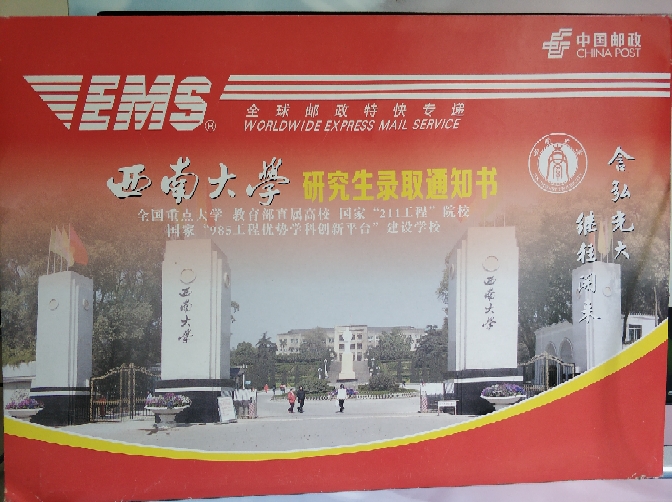 中国邮政
CHINA POST
EMS
全球邮政特快专递
WORLDWIDE EXPRESS MAIL SERVICE
西南大学 研究生录取通知书
全国重点大学 教育部直属高校 国家“211工程”院校
国家“985工程优势学科创新平台”建设学校
含弘光大
继往開来
西南大學
西南大學